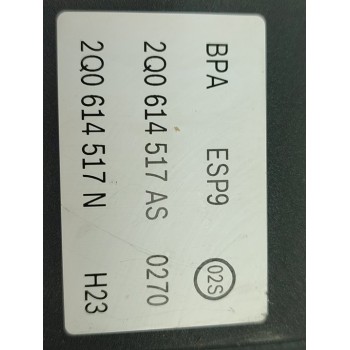 BPA ESP9 02S
2Q0 614 517 AS 0270
2Q0 614 517 N H23